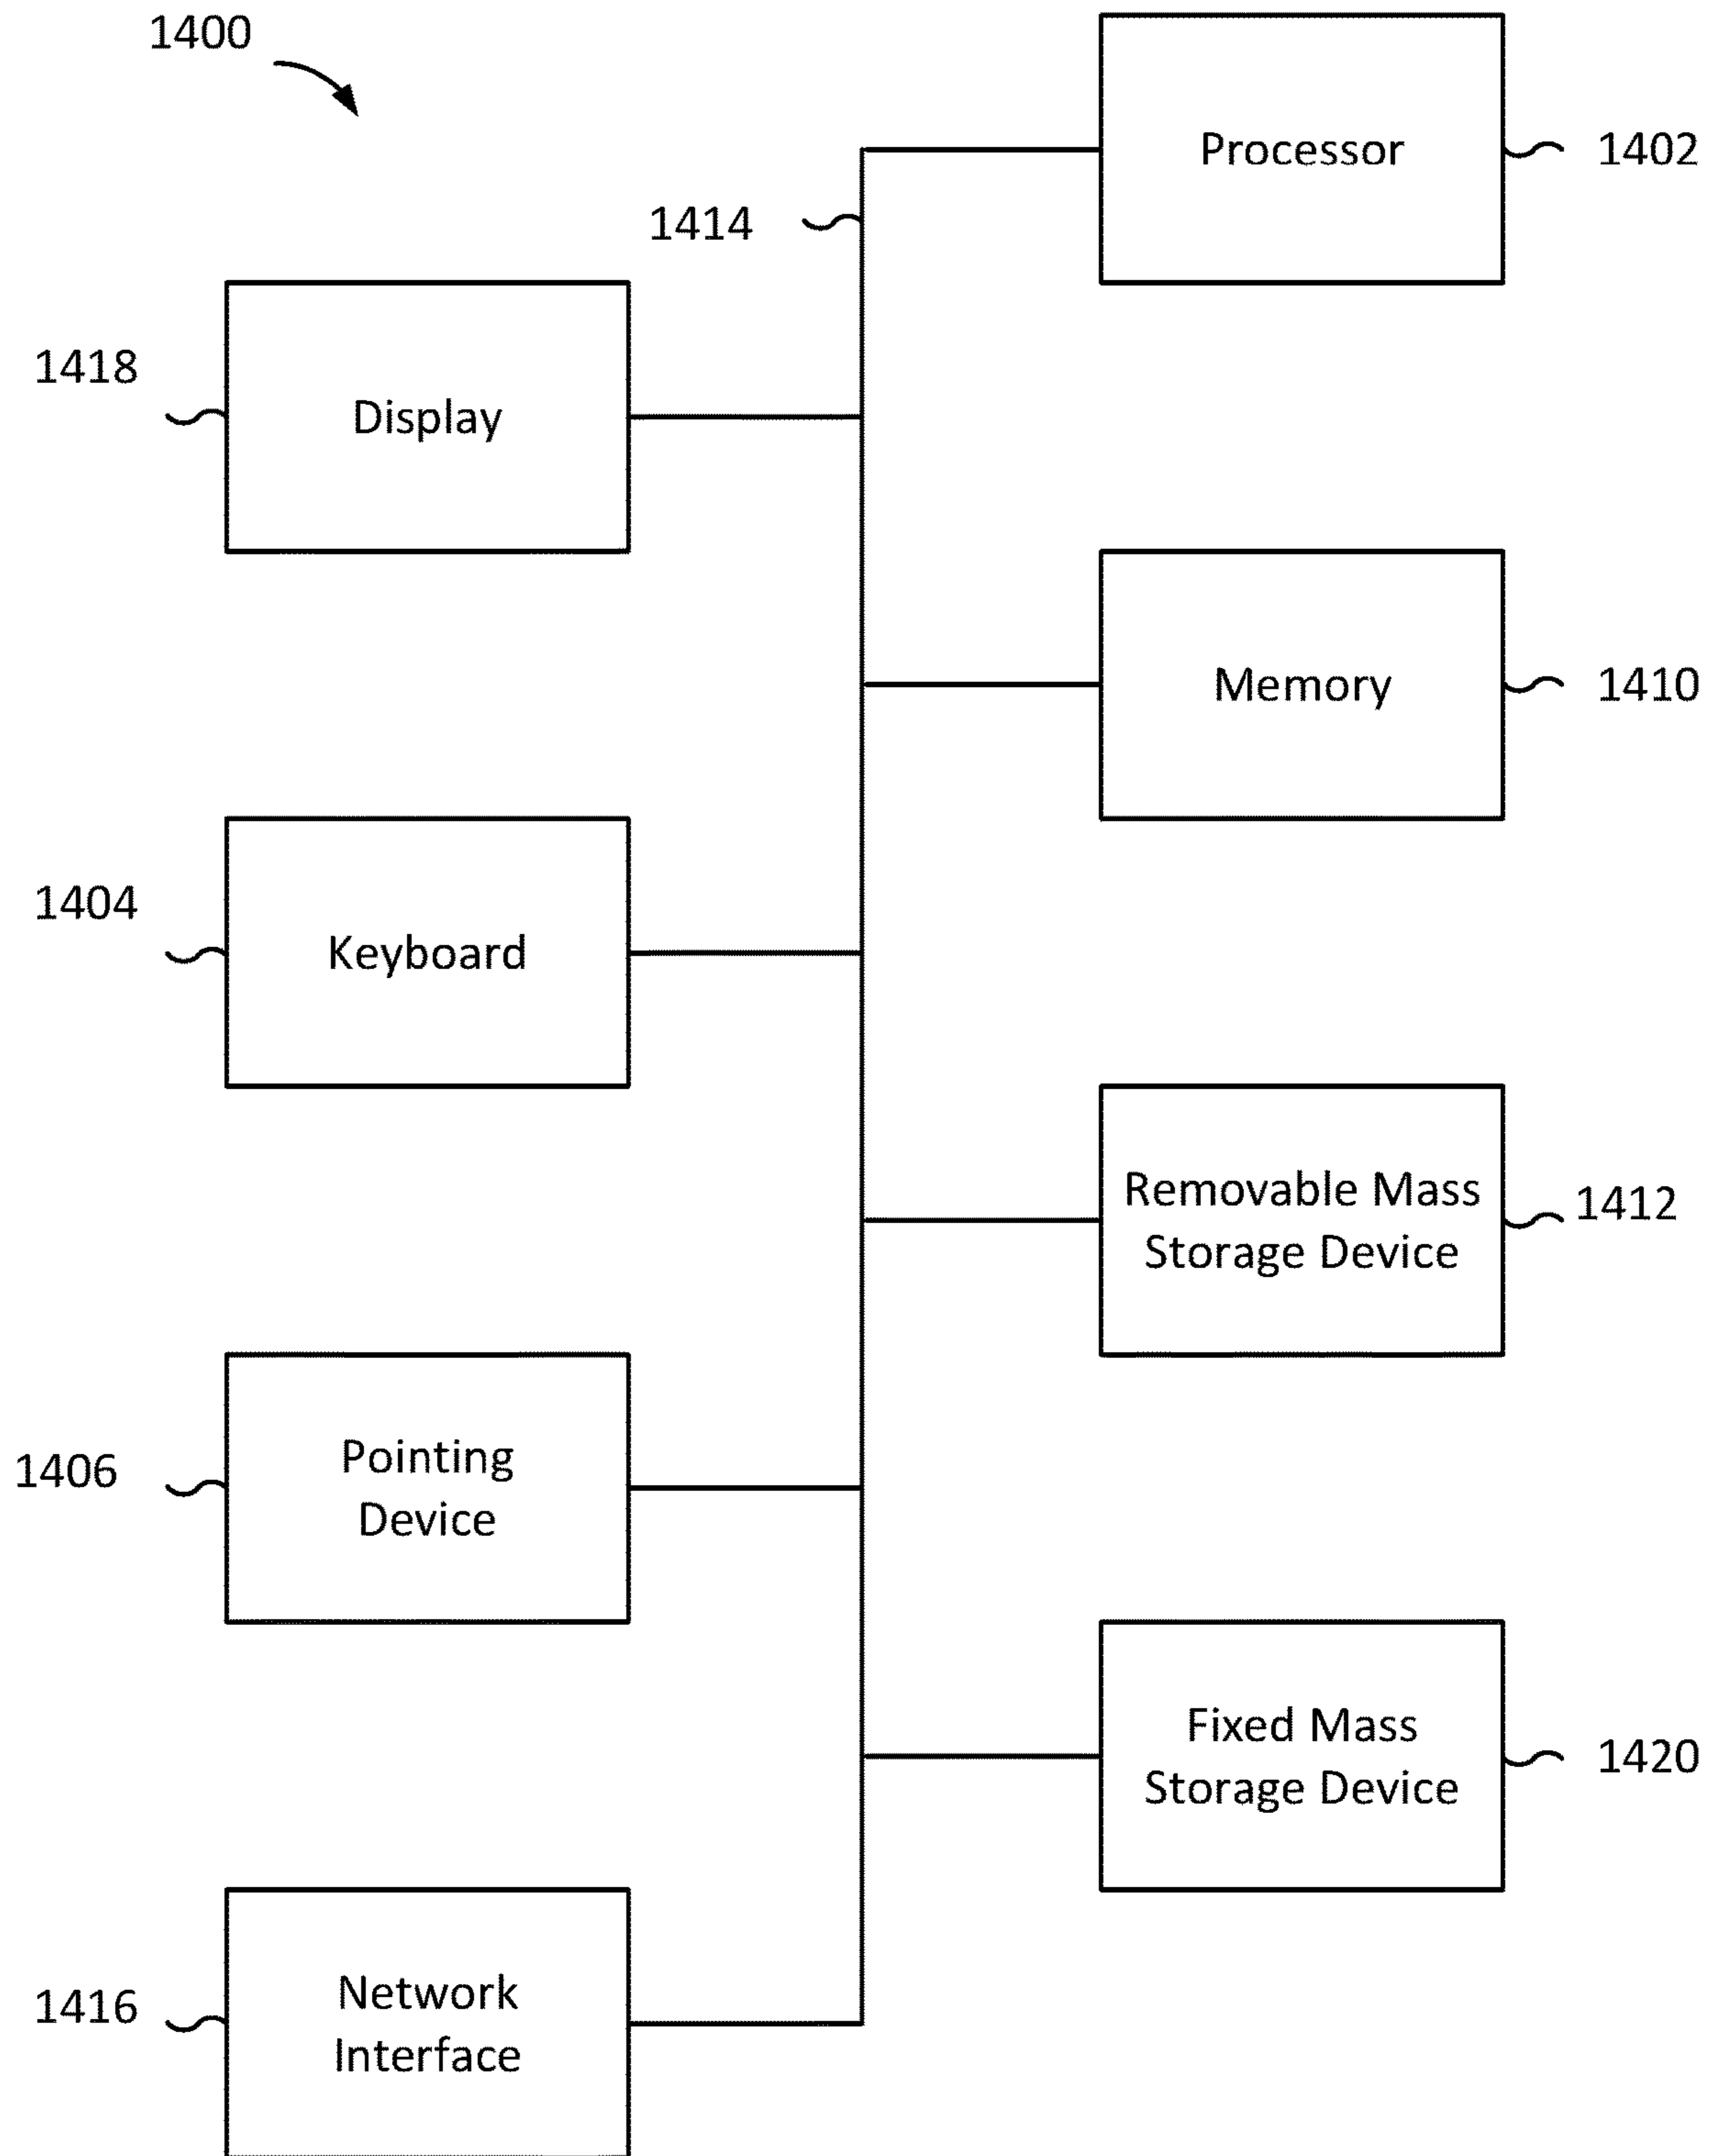 1400
Processor
1402
1414
1418
Display
Memory
1410
1404
Keyboard
Removable Mass
Storage Device
1412
1406
Pointing
Device
Fixed Mass
Storage Device
1420
1416
Network
Interface